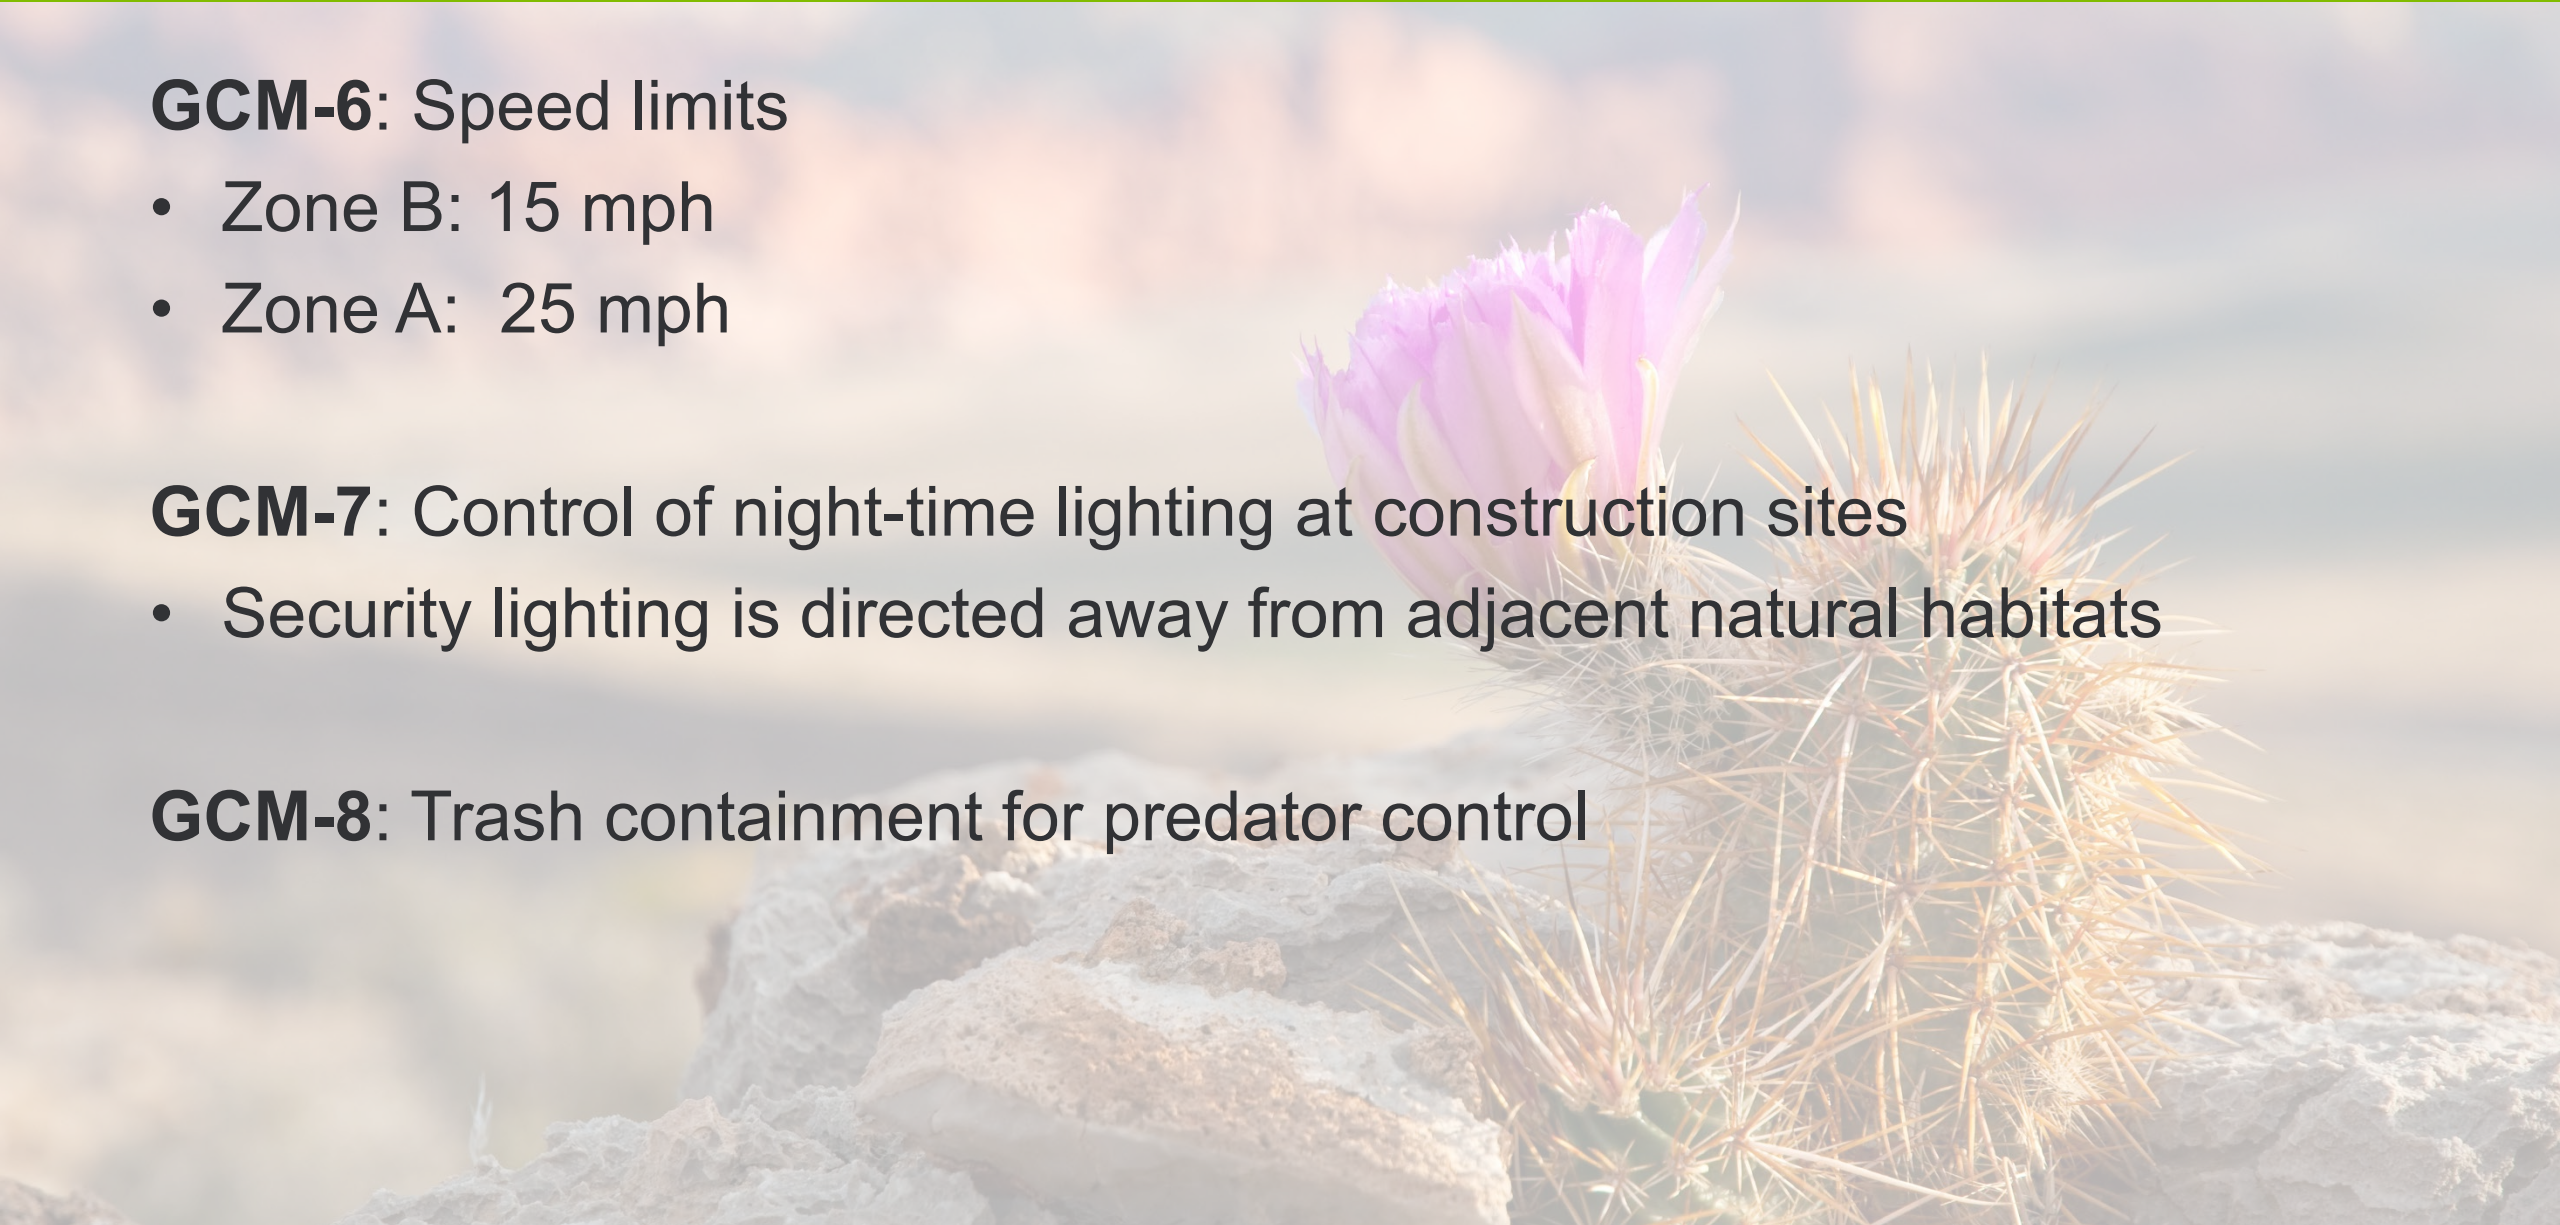 GCM-6: Speed limits
• Zone B: 15 mph
• Zone A:  25 mph
GCM-7: Control of night-time lighting at construction sites
• Security lighting is directed away from adjacent natural habitats
GCM-8: Trash containment for predator control